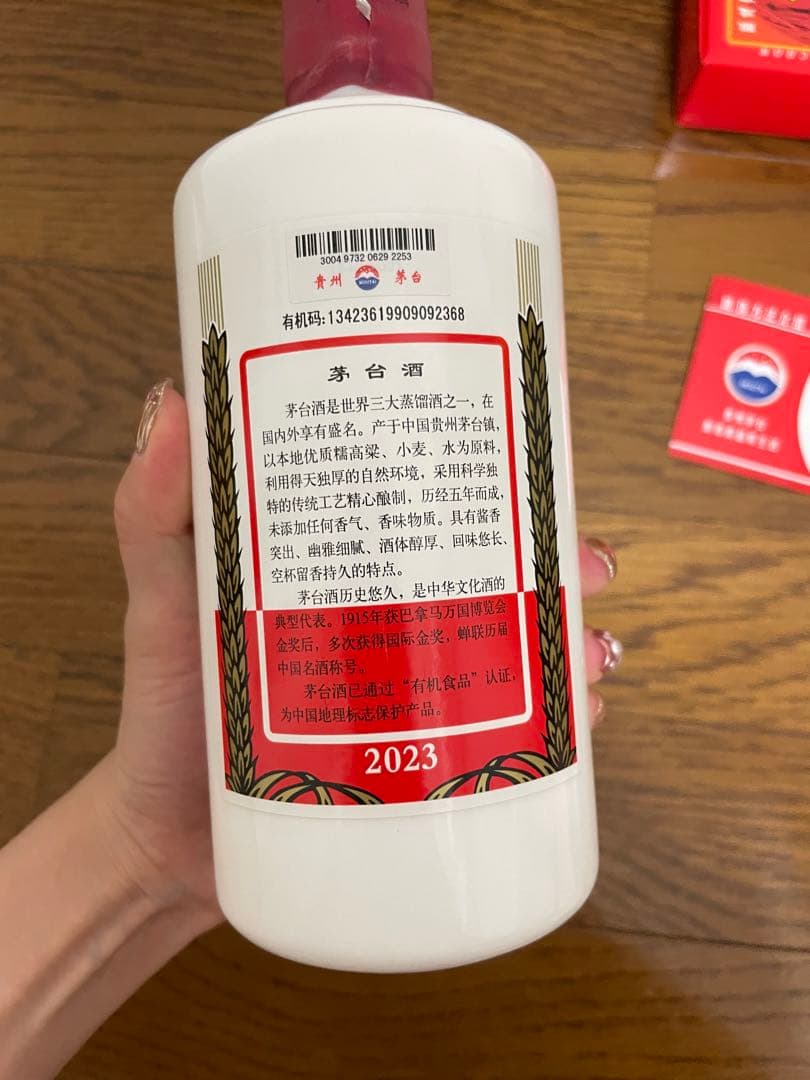 3004 9732 0629 2253
贵州 MOUTAI 茅台
有机码:13423619909092368
茅台酒
茅台酒是世界三大蒸馏酒之一，在
国内外享有盛名。产于中国贵州茅台镇，
以本地优质糯高粱、小麦、水为原料，
利用得天独厚的自然环境，采用科学独
特的传统工艺精心酿制，历经五年而成，
未添加任何香气、香味物质。具有酱香
突出、幽雅细腻、酒体醇厚、回味悠长、
空杯留香持久的特点。
茅台酒历史悠久，是中华文化酒的
典型代表。1915年获巴拿马万国博览会
金奖后，多次获得国际金奖，蝉联历届
中国名酒称号。
茅台酒已通过“有机食品”认证，
为中国地理标志保护产品。
2023